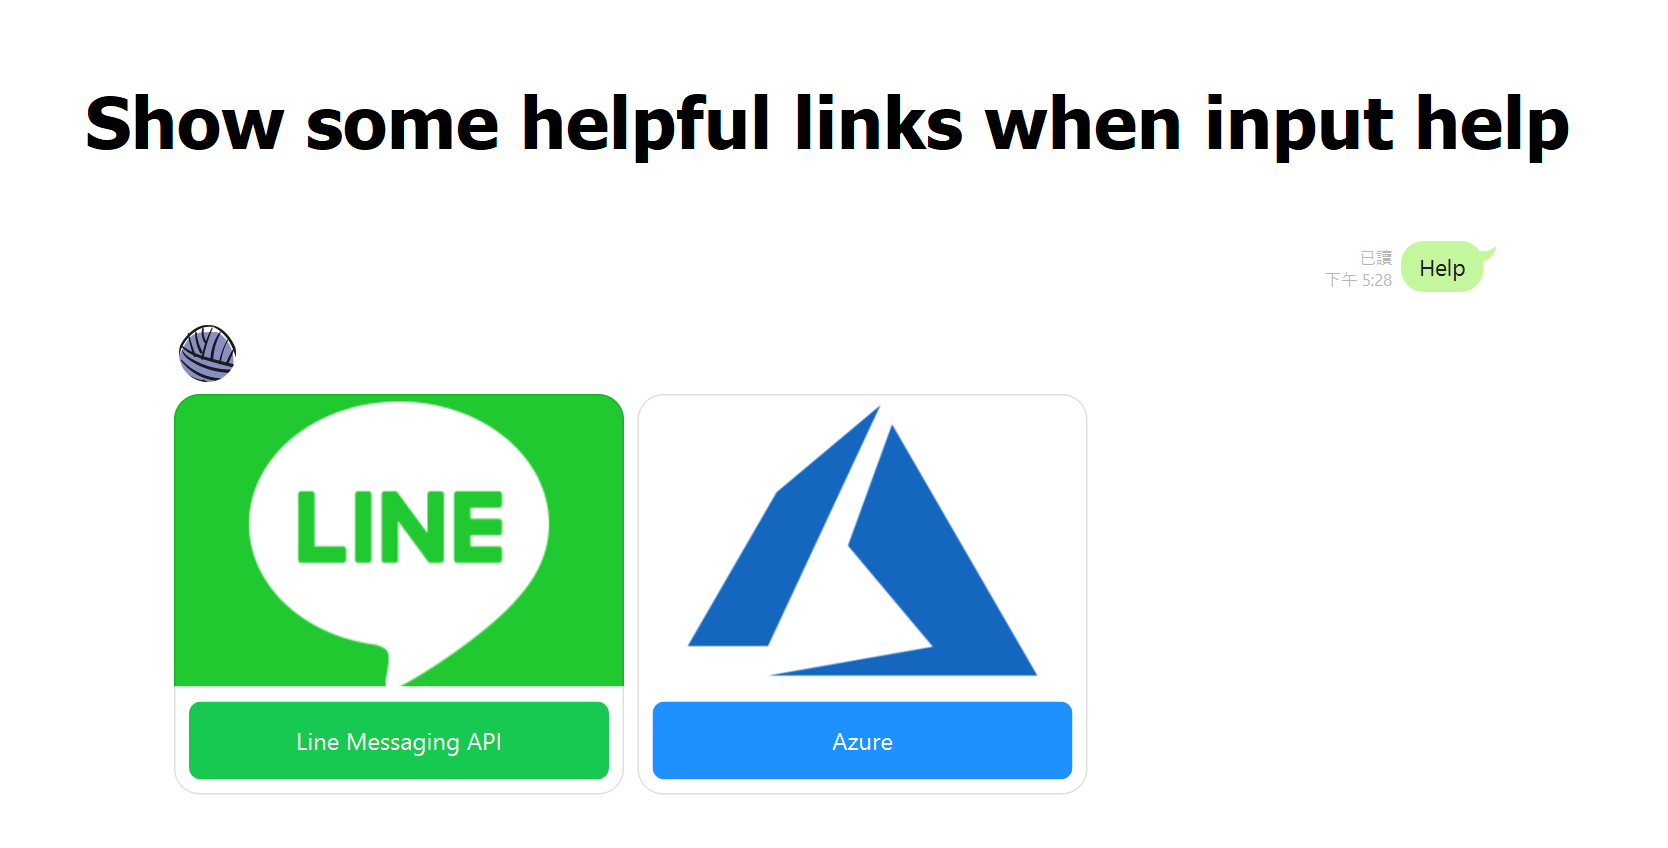 Show some helpful links when input help
已讀
下午 5:28
Help
LINE
Line Messaging API
Azure